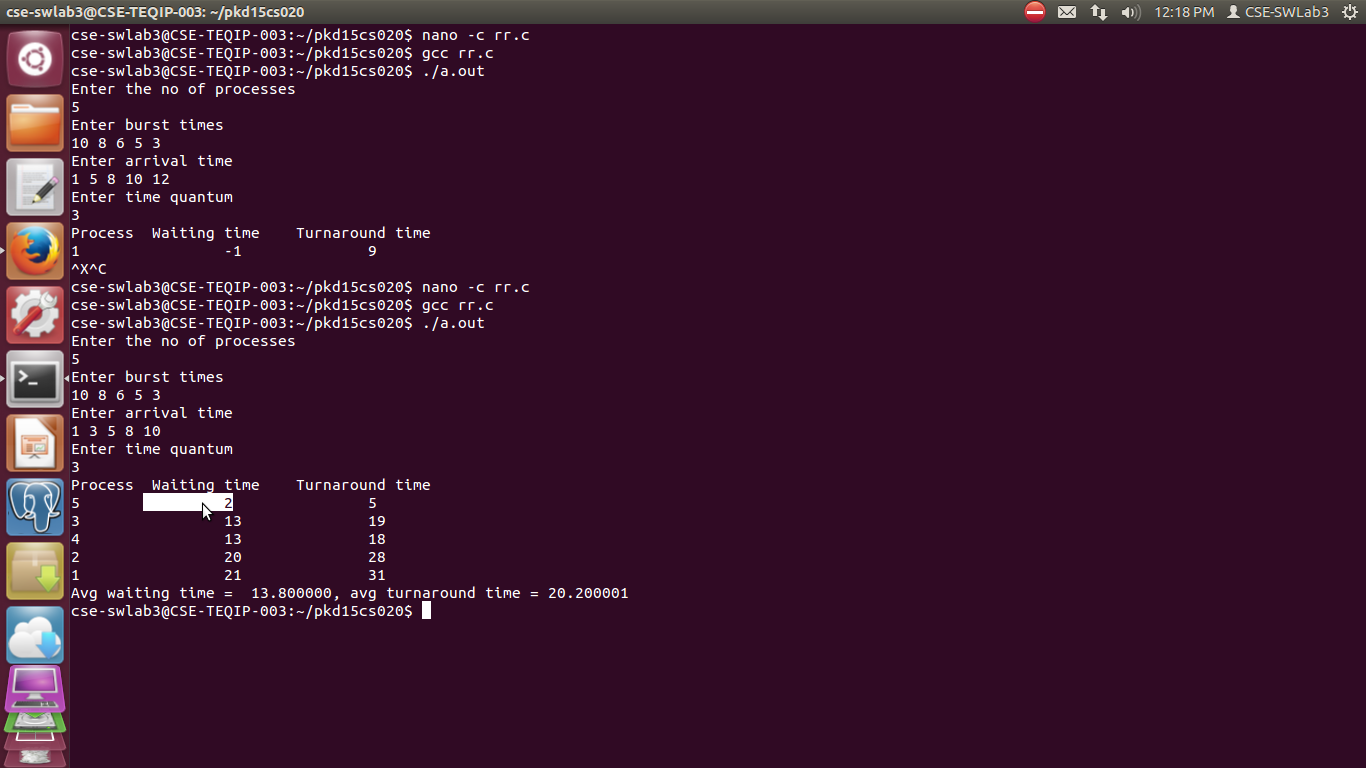 cse-swlab3@CSE-TEQIP-003: ~/pkd15cs020
12:18 PM
CSE-SWLab3
cse-swlab3@CSE-TEQIP-003:~/pkd15cs020$ nano -c rr.c
cse-swlab3@CSE-TEQIP-003:~/pkd15cs020$ gcc rr.c
cse-swlab3@CSE-TEQIP-003:~/pkd15cs020$ ./a.out
Enter the no of processes
5
Enter burst times
10 8 6 5 3
Enter arrival time
1 5 8 10 12
Enter time quantum
3
Process  Waiting time    Turnaround time
1                -1              9
^X^C
cse-swlab3@CSE-TEQIP-003:~/pkd15cs020$ nano -c rr.c
cse-swlab3@CSE-TEQIP-003:~/pkd15cs020$ gcc rr.c
cse-swlab3@CSE-TEQIP-003:~/pkd15cs020$ ./a.out
Enter the no of processes
5
Enter burst times
10 8 6 5 3
Enter arrival time
1 3 5 8 10
Enter time quantum
3
Process  Waiting time    Turnaround time
5                2               5
3                13              19
4                13              18
2                20              28
1                21              31
Avg waiting time =  13.800000, avg turnaround time = 20.200001
cse-swlab3@CSE-TEQIP-003:~/pkd15cs020$